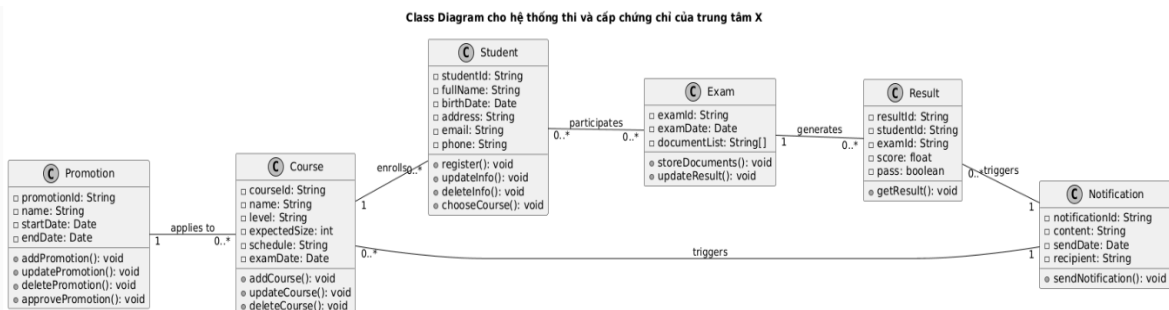 Class Diagram cho hệ thống thi và cấp chứng chỉ của trung tâm X
C Student
studentId: String
fullName: String
birthDate: Date
address: String
email: String
phone: String
register(): void
updateInfo(): void
deleteInfo(): void
chooseCourse(): void
participates
0..*
0..*
C Exam
examId: String
examDate: Date
documentList: String[]
storeDocuments(): void
updateResult(): void
generates
1
0..*
C Result
resultId: String
studentId: String
examId: String
score: float
pass: boolean
getResult(): void
0..*
triggers
1
C Notification
notificationId: String
content: String
sendDate: Date
recipient: String
sendNotification(): void
C Promotion
promotionId: String
name: String
startDate: Date
endDate: Date
addPromotion(): void
updatePromotion(): void
deletePromotion(): void
approvePromotion(): void
applies to
1
0..*
C Course
courseId: String
name: String
level: String
expectedSize: int
schedule: String
examDate: Date
addCourse(): void
updateCourse(): void
deleteCourse(): void
enrolls
0..*
1
0..*
triggers
1